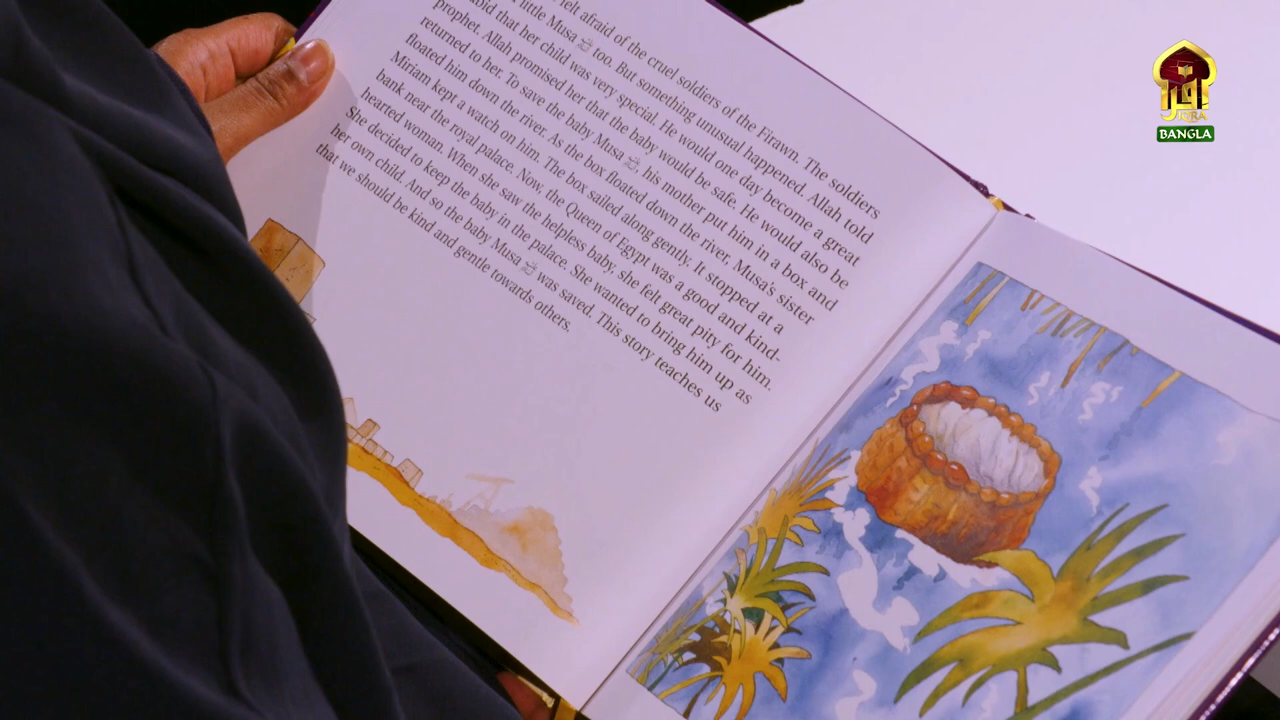 felt afraid of the cruel soldiers of the Firawn. The soldiers
little Musa too. But something unusual happened. Allah told
that her child was very special. He would one day become a great
prophet. Allah promised her that the baby would be safe. He would also be
returned to her. To save the baby Musa, his mother put him in a box and
floated him down the river. As the box floated down the river, Musa's sister
Miriam kept a watch on him. The box sailed along gently. It stopped at a
bank near the royal palace. Now, the Queen of Egypt was a good and kind-
hearted woman. When she saw the helpless baby, she felt great pity for him.
She decided to keep the baby in the palace. She wanted to bring him up as
her own child. And so the baby Musa was saved. This story teaches us
that we should be kind and gentle towards others.
اقرأ
IQRA
BANGLA